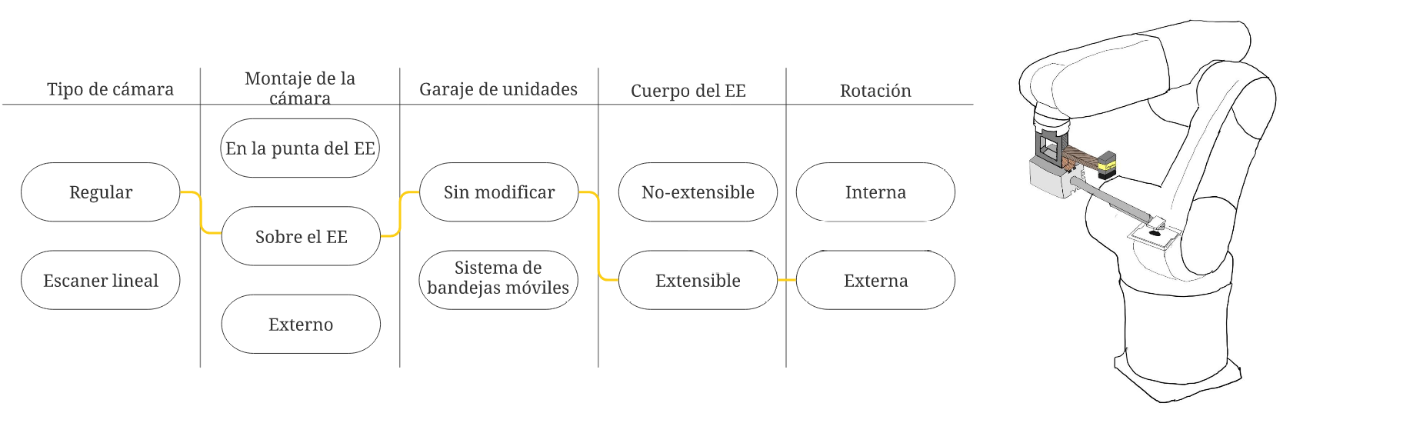 Tipo de cámara
Montaje de la
cámara
Garaje de unidades
Cuerpo del EE
Rotación
En la punta del EE
Regular
Sin modificar
No-extensible
Interna
Sobre el EE
Escaner lineal
Sistema de
bandejas móviles
Extensible
Externa
Externo